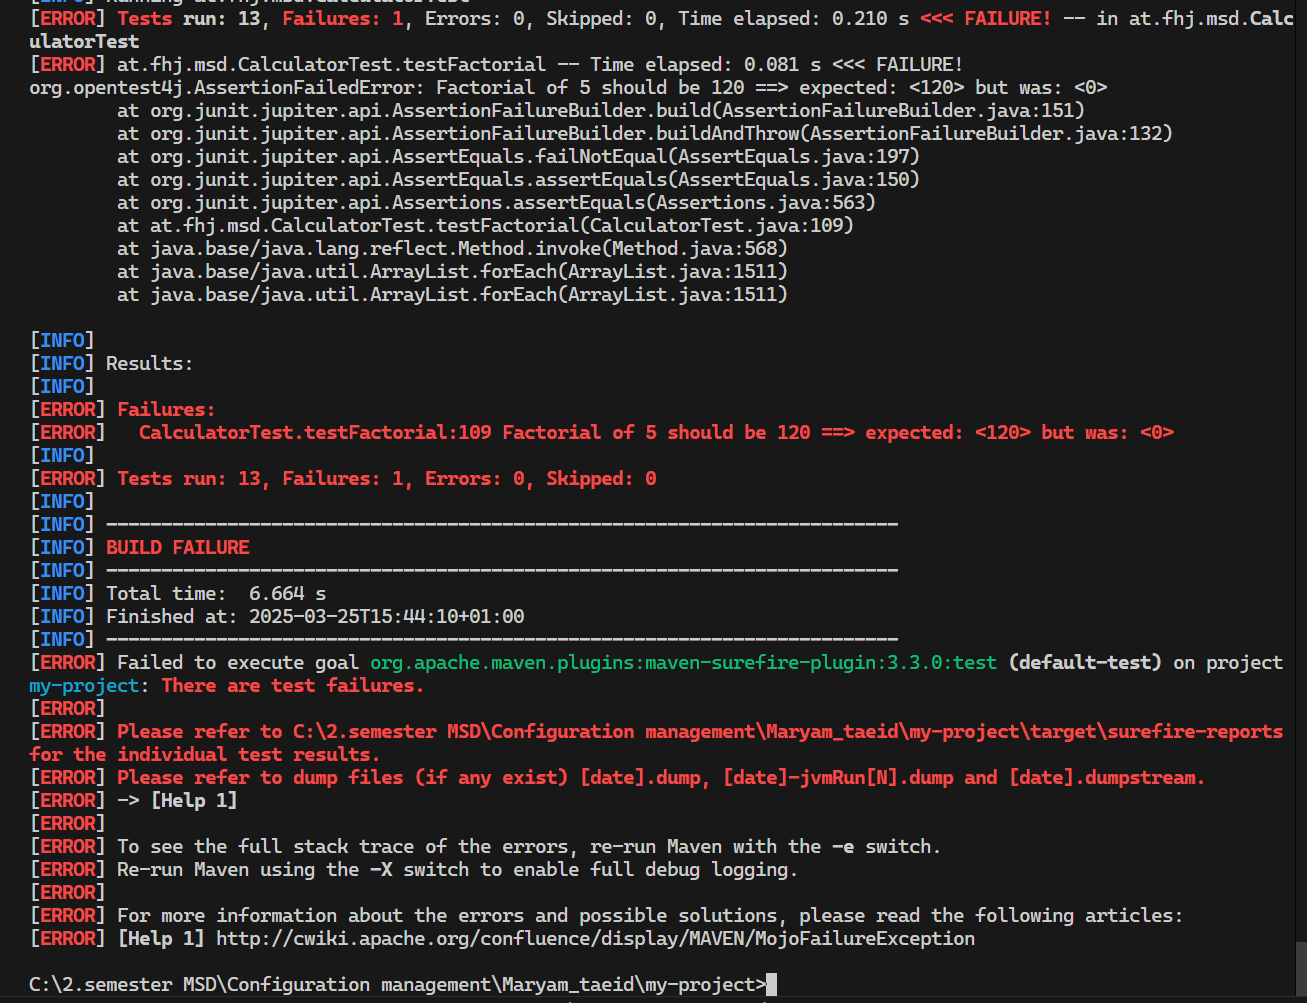 [INFO] Running at.fhj.msd.CalculatorTest
[ERROR] Tests run: 13, Failures: 1, Errors: 0, Skipped: 0, Time elapsed: 0.210 s <<< FAILURE! -- in at.fhj.msd.Calc
ulatorTest
[ERROR] at.fhj.msd.CalculatorTest.testFactorial -- Time elapsed: 0.081 s <<< FAILURE!
org.opentest4j.AssertionFailedError: Factorial of 5 should be 120 ==> expected: <120> but was: <0>
        at org.junit.jupiter.api.AssertionFailureBuilder.build(AssertionFailureBuilder.java:151)
        at org.junit.jupiter.api.AssertionFailureBuilder.buildAndThrow(AssertionFailureBuilder.java:132)
        at org.junit.jupiter.api.AssertEquals.failNotEqual(AssertEquals.java:197)
        at org.junit.jupiter.api.AssertEquals.assertEquals(AssertEquals.java:150)
        at org.junit.jupiter.api.Assertions.assertEquals(Assertions.java:563)
        at at.fhj.msd.CalculatorTest.testFactorial(CalculatorTest.java:109)
        at java.base/java.lang.reflect.Method.invoke(Method.java:568)
        at java.base/java.util.ArrayList.forEach(ArrayList.java:1511)
        at java.base/java.util.ArrayList.forEach(ArrayList.java:1511)

[INFO]
[INFO] Results:
[INFO]
[ERROR] Failures:
[ERROR]   CalculatorTest.testFactorial:109 Factorial of 5 should be 120 ==> expected: <120> but was: <0>
[INFO]
[ERROR] Tests run: 13, Failures: 1, Errors: 0, Skipped: 0
[INFO]
[INFO] ------------------------------------------------------------------------
[INFO] BUILD FAILURE
[INFO] ------------------------------------------------------------------------
[INFO] Total time:  6.664 s
[INFO] Finished at: 2025-03-25T15:44:10+01:00
[INFO] ------------------------------------------------------------------------
[ERROR] Failed to execute goal org.apache.maven.plugins:maven-surefire-plugin:3.3.0:test (default-test) on project
my-project: There are test failures.
[ERROR]
[ERROR] Please refer to C:\2.semester MSD\Configuration management\Maryam_taeid\my-project\target\surefire-reports
for the individual test results.
[ERROR] Please refer to dump files (if any exist) [date].dump, [date]-jvmRun[N].dump and [date].dumpstream.
[ERROR] -> [Help 1]
[ERROR]
[ERROR] To see the full stack trace of the errors, re-run Maven with the -e switch.
[ERROR] Re-run Maven using the -X switch to enable full debug logging.
[ERROR]
[ERROR] For more information about the errors and possible solutions, please read the following articles:
[ERROR] [Help 1] http://cwiki.apache.org/confluence/display/MAVEN/MojoFailureException

C:\2.semester MSD\Configuration management\Maryam_taeid\my-project>